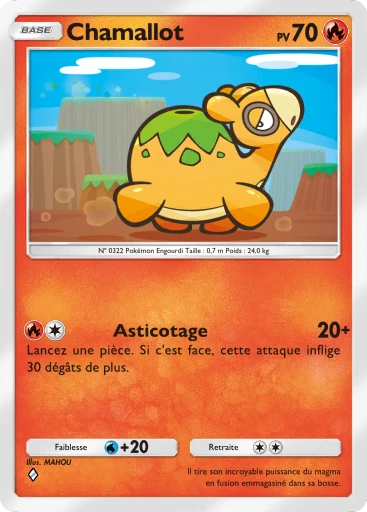 BASE Chamallot PV 70
N° 0322 Pokémon Engourdi Taille : 0,7 m Poids : 24,0 kg
Asticotage 20+
Lancez une pièce. Si c'est face, cette attaque inflige
30 dégâts de plus.
Faiblesse +20 Retraite
Illus. MAHOU
Il tire son incroyable puissance du magma
en fusion emmagasiné dans sa bosse.